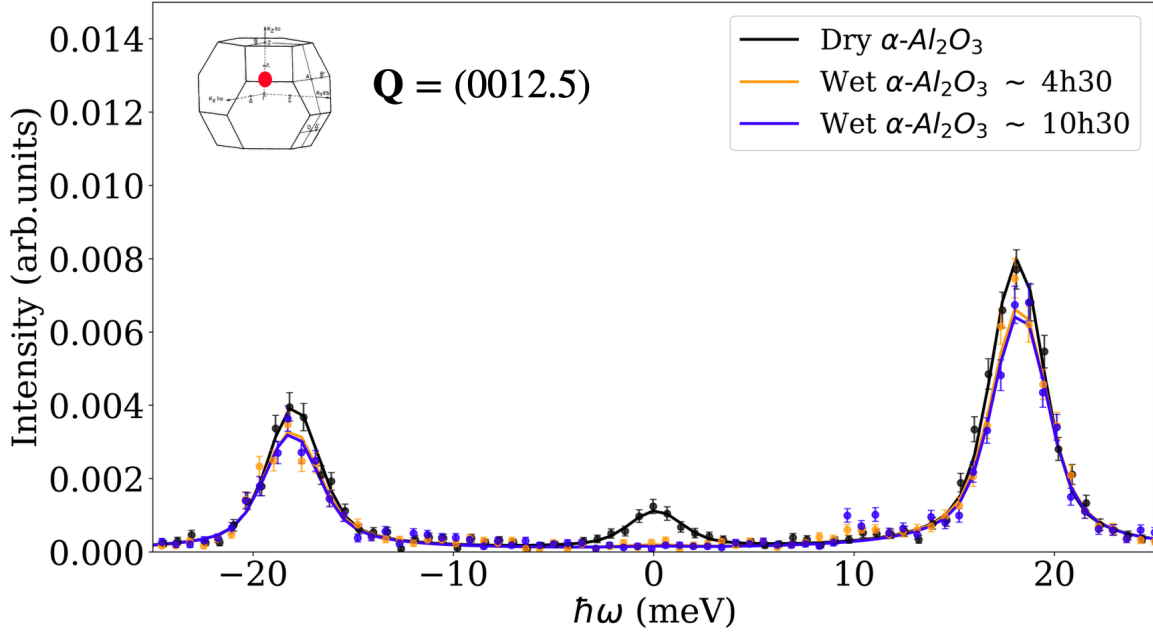 0.014
0.012
0.010
0.008
0.006
0.004
0.002
0.000
Intensity (arb.units)
Q = (0012.5)
Dry α-Al₂O₃
Wet α-Al₂O₃ ~ 4h30
Wet α-Al₂O₃ ~ 10h30
−20
−10
0
10
20
ħω (meV)